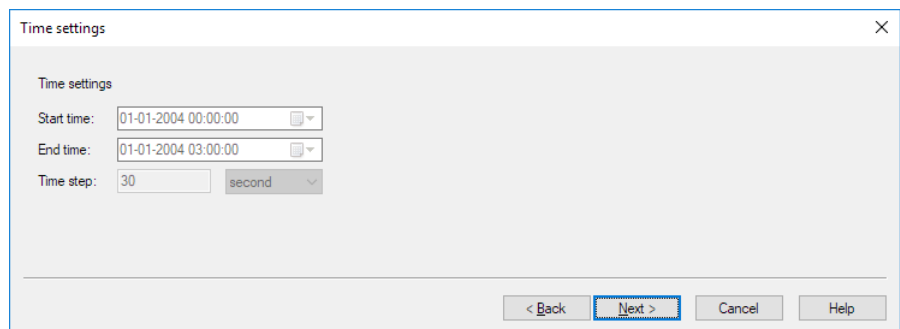 Time settings
Time settings
Start time: 01-01-2004 00:00:00
End time: 01-01-2004 03:00:00
Time step: 30 second
< Back Next > Cancel Help